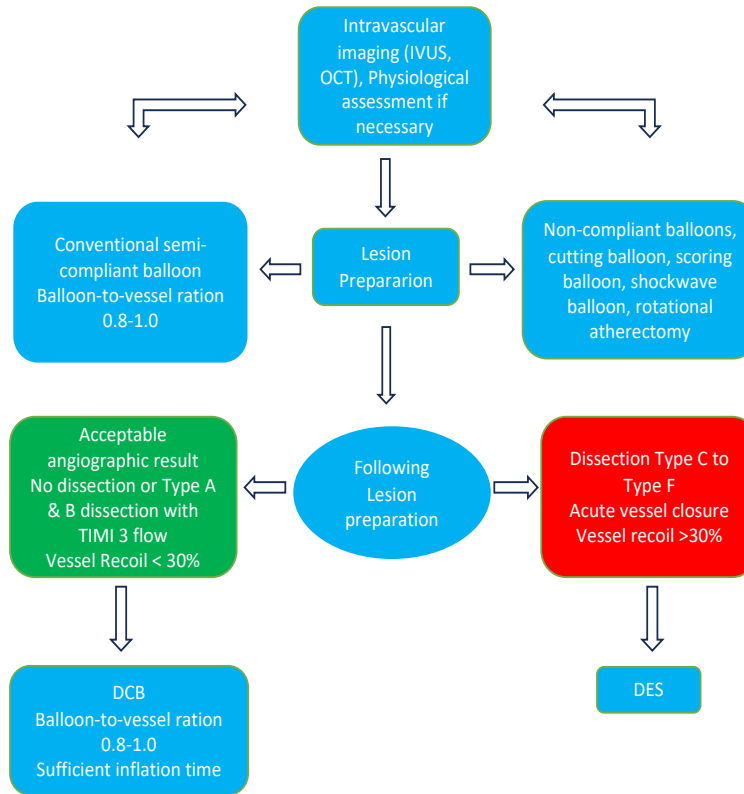 Intravascular
imaging (IVUS,
OCT), Physiological
assessment if
necessary
Conventional semi-
compliant balloon
Balloon-to-vessel ration
0.8-1.0
Lesion
Prepararion
Non-compliant balloons,
cutting balloon, scoring
balloon, shockwave
balloon, rotational
atherectomy
Acceptable
angiographic result
No dissection or Type A
& B dissection with
TIMI 3 flow
Vessel Recoil < 30%
Following
Lesion
preparation
Dissection Type C to
Type F
Acute vessel closure
Vessel recoil >30%
DCB
Balloon-to-vessel ration
0.8-1.0
Sufficient inflation time
DES